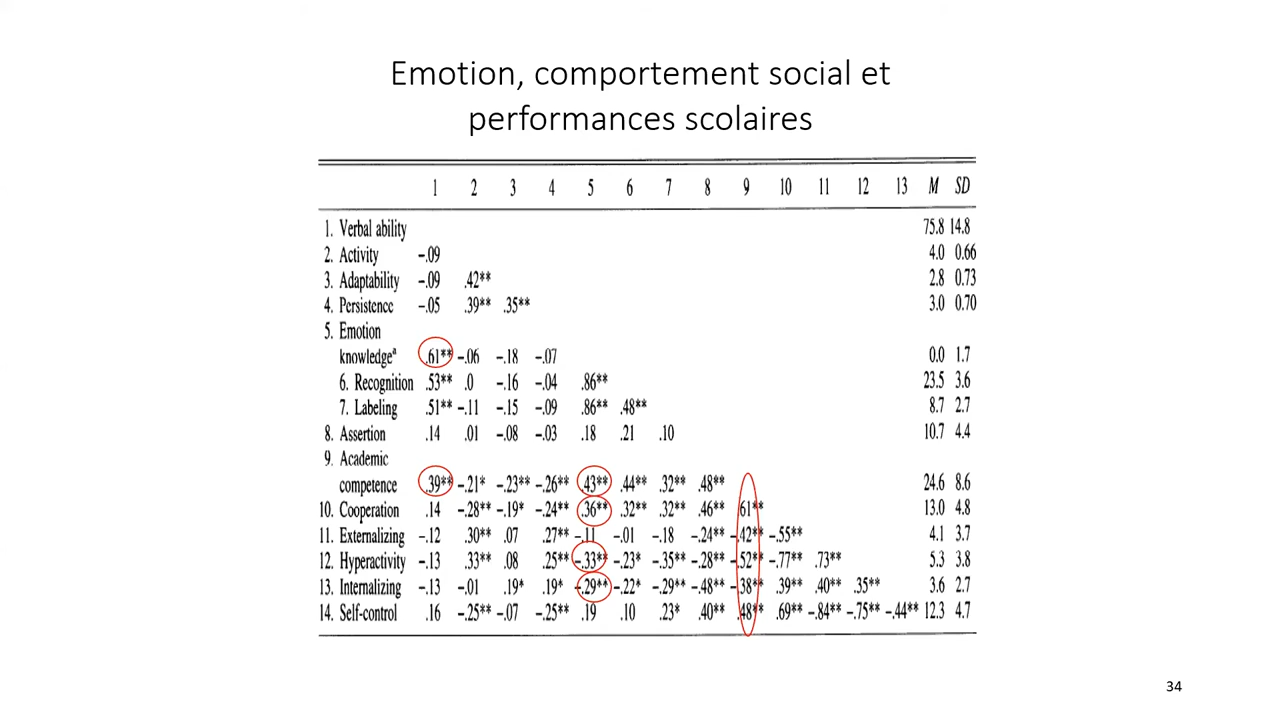 Emotion, comportement social et
performances scolaires
1 2 3 4 5 6 7 8 9 10 11 12 13 M SD
1. Verbal ability 75.8 14.8
2. Activity –.09 4.0 0.66
3. Adaptability –.09 .42** 2.8 0.73
4. Persistence –.05 .39** .35** 3.0 0.70
5. Emotion
knowledgeª .61** –.06 –.18 –.07 0.0 1.7
6. Recognition .53** .0 –.16 –.04 .86** 23.5 3.6
7. Labeling .51** –.11 –.15 –.09 .86** .48** 8.7 2.7
8. Assertion .14 .01 –.08 –.03 .18 .21 .10 10.7 4.4
9. Academic
competence .39** –.21* –.23** –.26** .43** .44** .32** .48** 24.6 8.6
10. Cooperation .14 –.28** –.19* –.24** .36** .32** .32** .46** .61** 13.0 4.8
11. Externalizing –.12 .30** .07 .27** –.11 –.01 –.18 –.24** –.42** –.55** 4.1 3.7
12. Hyperactivity –.13 .33** .08 .25** –.33** –.23* –.35** –.28** –.52** –.77** .73** 5.3 3.8
13. Internalizing –.13 –.01 .19* .19* –.29** –.22* –.29** –.48** –.38** .39** .40** .35** 3.6 2.7
14. Self-control .16 –.25** –.07 –.25** .19 .10 .23* .40** .48** .69** –.84** –.75** –.44** 12.3 4.7
34